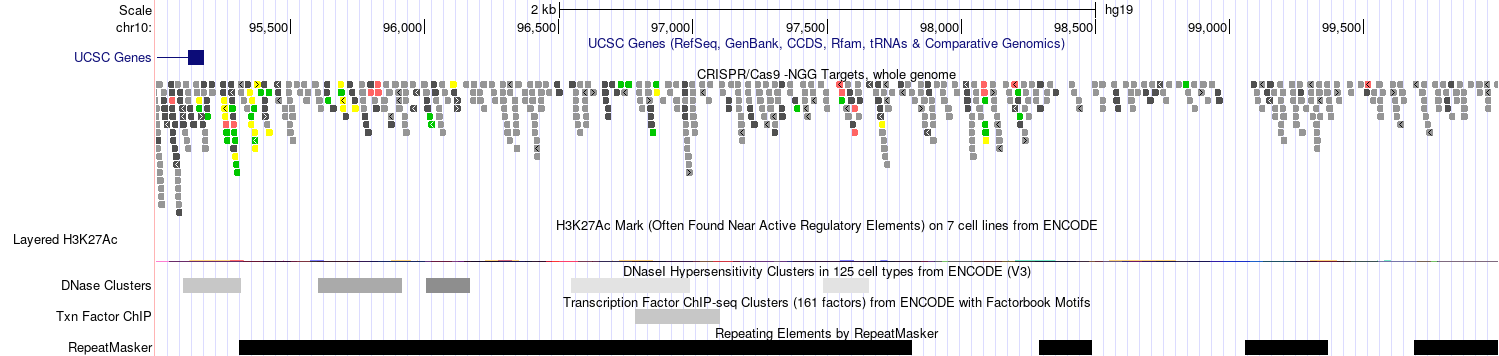 Scale 2 kb hg19
chr10: 95,500 96,000 96,500 97,000 97,500 98,000 98,500 99,000 99,500
UCSC Genes (RefSeq, GenBank, CCDS, Rfam, tRNAs & Comparative Genomics)
UCSC Genes
CRISPR/Cas9 -NGG Targets, whole genome
H3K27Ac Mark (Often Found Near Active Regulatory Elements) on 7 cell lines from ENCODE
Layered H3K27Ac
DNaseI Hypersensitivity Clusters in 125 cell types from ENCODE (V3)
DNase Clusters
Transcription Factor ChIP-seq Clusters (161 factors) from ENCODE with Factorbook Motifs
Txn Factor ChIP
Repeating Elements by RepeatMasker
RepeatMasker